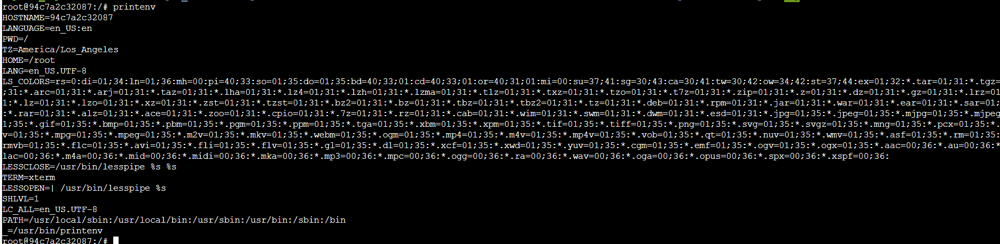 root@94c7a2c32087:/# printenv
HOSTNAME=94c7a2c32087
LANGUAGE=en_US:en
PWD=/
TZ=America/Los_Angeles
HOME=/root
LANG=en_US.UTF-8
LS_COLORS=rs=0:di=01;34:ln=01;36:mh=00:pi=40;33:so=01;35:do=01;35:bd=40;33;01:cd=40;33;01:or=40;31;01:mi=00:su=37;41:sg=30;43:ca=30;41:tw=30;42:ow=34;42:st=37;44:ex=01;32:*.tar=01;31:*.tgz=
;31:*.arc=01;31:*.arj=01;31:*.taz=01;31:*.lha=01;31:*.lz4=01;31:*.lzh=01;31:*.lzma=01;31:*.tlz=01;31:*.txz=01;31:*.tzo=01;31:*.t7z=01;31:*.zip=01;31:*.z=01;31:*.dz=01;31:*.gz=01;31:*.lrz=
1:*.lz=01;31:*.lzo=01;31:*.xz=01;31:*.zst=01;31:*.tzst=01;31:*.bz2=01;31:*.bz=01;31:*.tbz=01;31:*.tbz2=01;31:*.tz=01;31:*.deb=01;31:*.rpm=01;31:*.jar=01;31:*.war=01;31:*.ear=01;31:*.sar=01;
:*.rar=01;31:*.alz=01;31:*.ace=01;31:*.zoo=01;31:*.cpio=01;31:*.7z=01;31:*.rz=01;31:*.cab=01;31:*.wim=01;31:*.swm=01;31:*.dwm=01;31:*.esd=01;31:*.jpg=01;35:*.jpeg=01;35:*.mjpg=01;35:*.mjpeg
1;35:*.gif=01;35:*.bmp=01;35:*.pbm=01;35:*.pgm=01;35:*.ppm=01;35:*.tga=01;35:*.xbm=01;35:*.xpm=01;35:*.tif=01;35:*.tiff=01;35:*.png=01;35:*.svg=01;35:*.svgz=01;35:*.mng=01;35:*.pcx=01;35:*.
v=01;35:*.mpg=01;35:*.mpeg=01;35:*.m2v=01;35:*.mkv=01;35:*.webm=01;35:*.ogm=01;35:*.mp4=01;35:*.m4v=01;35:*.mp4v=01;35:*.vob=01;35:*.qt=01;35:*.nuv=01;35:*.wmv=01;35:*.asf=01;35:*.rm=01;35:
rmvb=01;35:*.flc=01;35:*.avi=01;35:*.fli=01;35:*.flv=01;35:*.gl=01;35:*.dl=01;35:*.xcf=01;35:*.xwd=01;35:*.yuv=01;35:*.cgm=01;35:*.emf=01;35:*.ogv=01;35:*.ogx=01;35:*.aac=00;36:*.au=00;36:*
lac=00;36:*.m4a=00;36:*.mid=00;36:*.midi=00;36:*.mka=00;36:*.mp3=00;36:*.mpc=00;36:*.ogg=00;36:*.ra=00;36:*.wav=00;36:*.oga=00;36:*.opus=00;36:*.spx=00;36:*.xspf=00;36:
LESSCLOSE=/usr/bin/lesspipe %s %s
TERM=xterm
LESSOPEN=| /usr/bin/lesspipe %s
SHLVL=1
LC_ALL=en_US.UTF-8
PATH=/usr/local/sbin:/usr/local/bin:/usr/sbin:/usr/bin:/sbin:/bin
_=/usr/bin/printenv
root@94c7a2c32087:/#